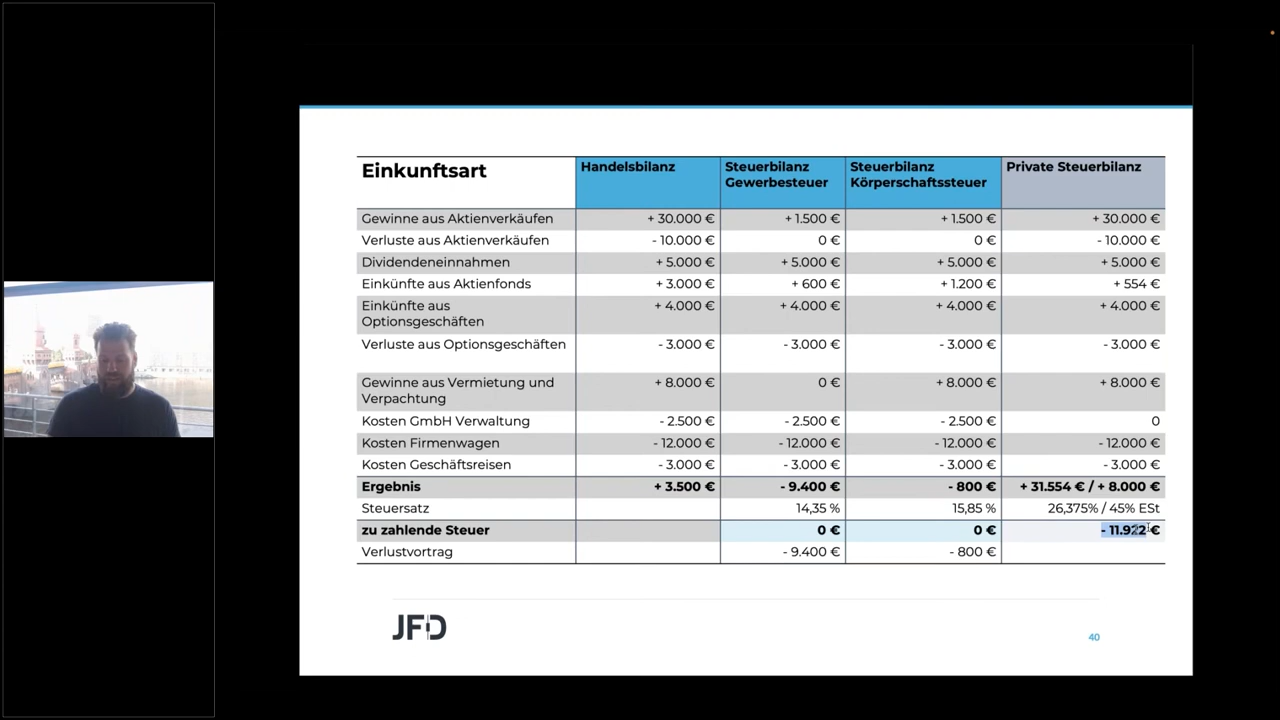 Einkunftsart Handelsbilanz Steuerbilanz Gewerbesteuer Steuerbilanz Körperschaftssteuer Private Steuerbilanz
Gewinne aus Aktienverkäufen + 30.000 € + 1.500 € + 1.500 € + 30.000 €
Verluste aus Aktienverkäufen - 10.000 € 0 € 0 € - 10.000 €
Dividendeneinnahmen + 5.000 € + 5.000 € + 5.000 € + 5.000 €
Einkünfte aus Aktienfonds + 3.000 € + 600 € + 1.200 € + 554 €
Einkünfte aus Optionsgeschäften + 4.000 € + 4.000 € + 4.000 € + 4.000 €
Verluste aus Optionsgeschäften - 3.000 € - 3.000 € - 3.000 € - 3.000 €
Gewinne aus Vermietung und Verpachtung + 8.000 € 0 € + 8.000 € + 8.000 €
Kosten GmbH Verwaltung - 2.500 € - 2.500 € - 2.500 € 0
Kosten Firmenwagen - 12.000 € - 12.000 € - 12.000 € - 12.000 €
Kosten Geschäftsreisen - 3.000 € - 3.000 € - 3.000 € - 3.000 €
Ergebnis + 3.500 € - 9.400 € - 800 € + 31.554 € / + 8.000 €
Steuersatz 14,35 % 15,85 % 26,375% / 45% ESt
zu zahlende Steuer 0 € 0 € - 11.922 €
Verlustvortrag - 9.400 € - 800 €
JFD
40